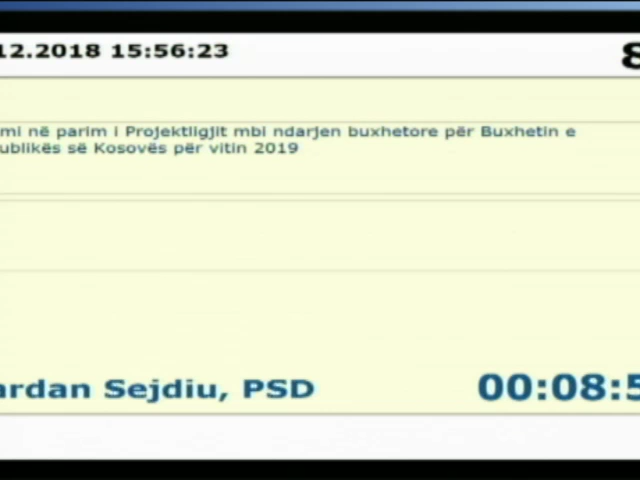 12.2018 15:56:23
mi në parim i Projektligjit mbi ndarjen buxhetore për Buxhetin e
ublikës së Kosovës për vitin 2019
ardan Sejdiu, PSD
00:08:5